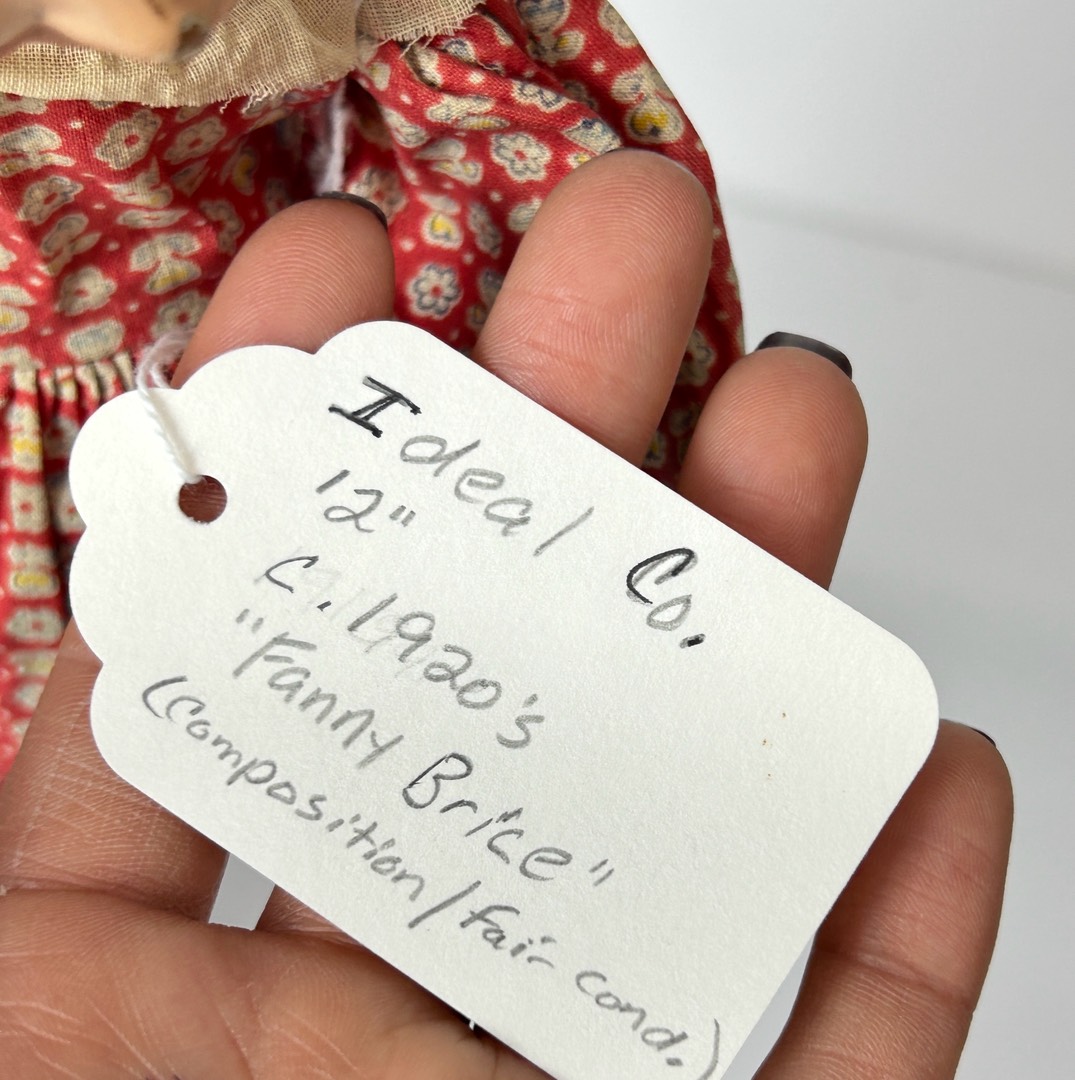 Ideal Co.
12"
c. 1920's
"Fanny Brice"
(composition/fair cond.)